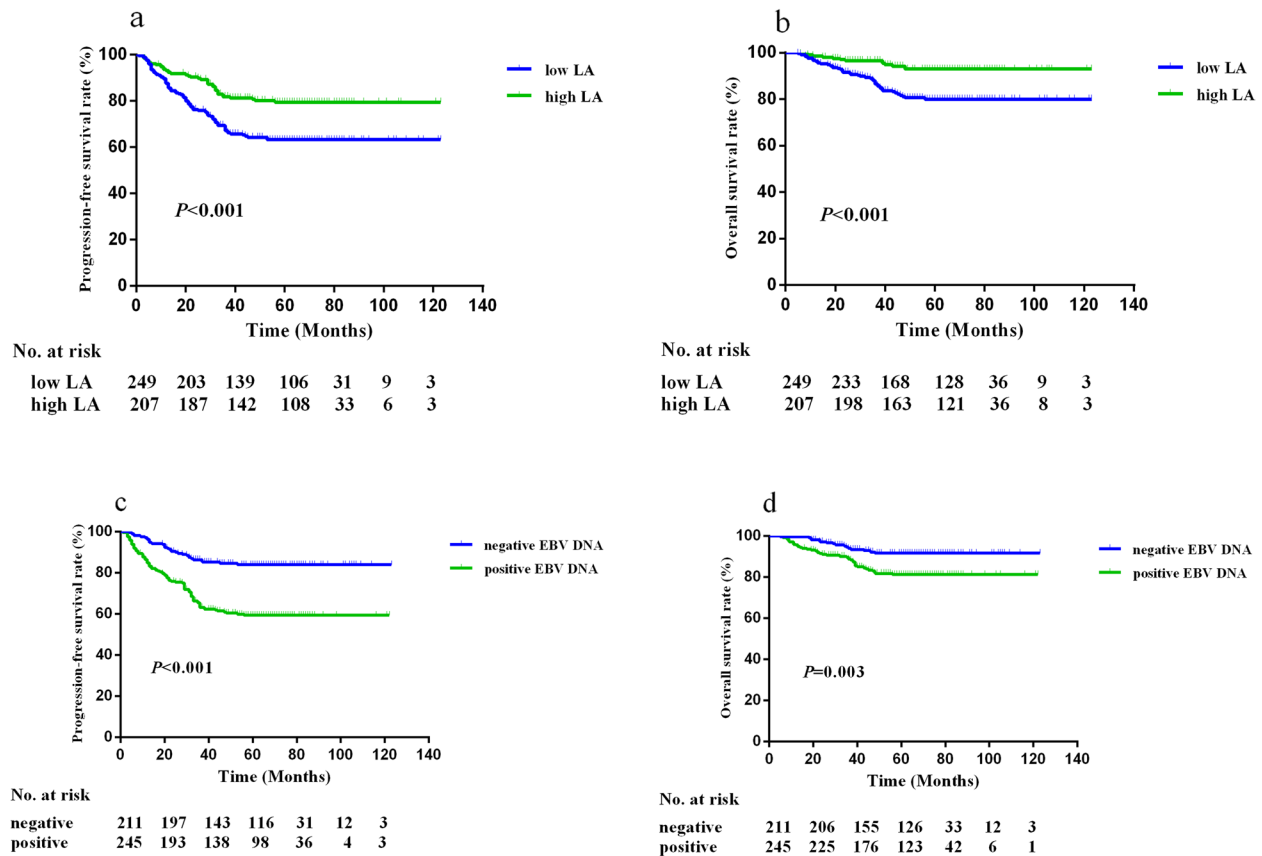 a
Progression-free survival rate (%)
100
80
60
40
80
0
0 20 40 60 80 100 120 140
Time (Months)
P<0.001
low LA
high LA
No. at risk
low LA 249 203 139 106 31 9 3
high LA 207 187 142 108 33 6 3
b
Overall survival rate (%)
100
80
60
40
20
0
0 20 40 60 80 100 120 140
Time (Months)
P<0.001
low LA
high LA
No. at risk
low LA 249 233 168 128 36 9 3
high LA 207 198 163 121 36 8 3
c
Progression-free survival rate (%)
100
80
60
40
20
0
0 20 40 60 80 100 120 140
Time (Months)
P<0.001
negative EBV DNA
positive EBV DNA
No. at risk
negative 211 197 143 116 31 12 3
positive 245 193 138 98 36 4 3
d
Overall survival rate (%)
100
80
60
40
20
0
0 20 40 60 80 100 120 140
Time (Months)
P=0.003
negative EBV DNA
positive EBV DNA
No. at risk
negative 211 206 155 126 33 12 3
positive 245 225 176 123 42 6 1